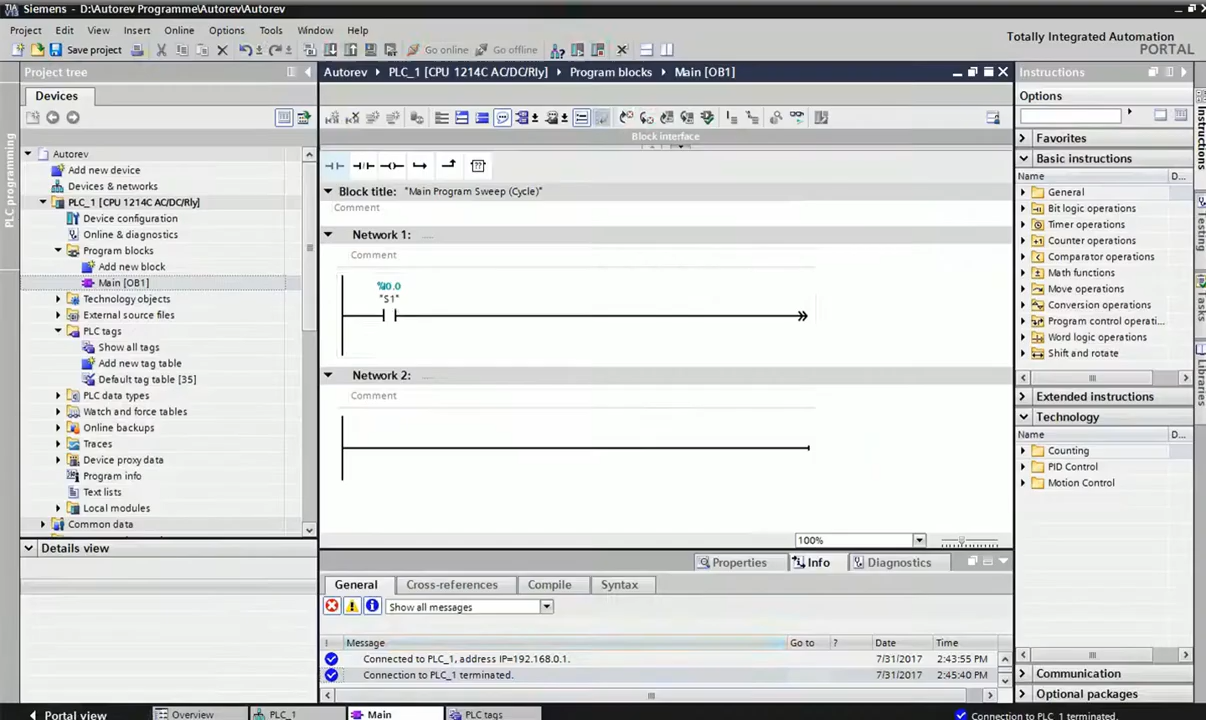 Siemens - D:\Autorev Programme\Autorev\Autorev
Project Edit View Insert Online Options Tools Window Help
Totally Integrated Automation
PORTAL
Save project Go online Go offline
Project tree
Autorev PLC_1 [CPU 1214C AC/DC/Rly] Program blocks Main [OB1]
Instructions
Devices
Options
PLC programming
Block interface
Autorev
Add new device
Devices & networks
PLC_1 [CPU 1214C AC/DC/Rly]
Device configuration
Online & diagnostics
Program blocks
Add new block
Main [OB1]
Technology objects
External source files
PLC tags
Show all tags
Add new tag table
Default tag table [35]
PLC data types
Watch and force tables
Online backups
Traces
Device proxy data
Program info
Text lists
Local modules
Common data
Details view
Block title: "Main Program Sweep (Cycle)"
Comment
Network 1:
Comment
%I0.0
"S1"
Network 2:
Comment
100%
Properties Info Diagnostics
General Cross-references Compile Syntax
Show all messages
! Message Go to ? Date Time
Connected to PLC_1, address IP=192.168.0.1. 7/31/2017 2:43:55 PM
Connection to PLC_1 terminated. 7/31/2017 2:45:40 PM
Favorites
Basic instructions
Name D...
General
Bit logic operations
Timer operations
Counter operations
Comparator operations
Math functions
Move operations
Conversion operations
Program control operati...
Word logic operations
Shift and rotate
Extended instructions
Technology
Name D...
Counting
PID Control
Motion Control
Communication
Optional packages
Instructions
Testing
Tasks
Libraries
Portal view Overview PLC_1 Main PLC tags Connection to PLC_1 terminated.